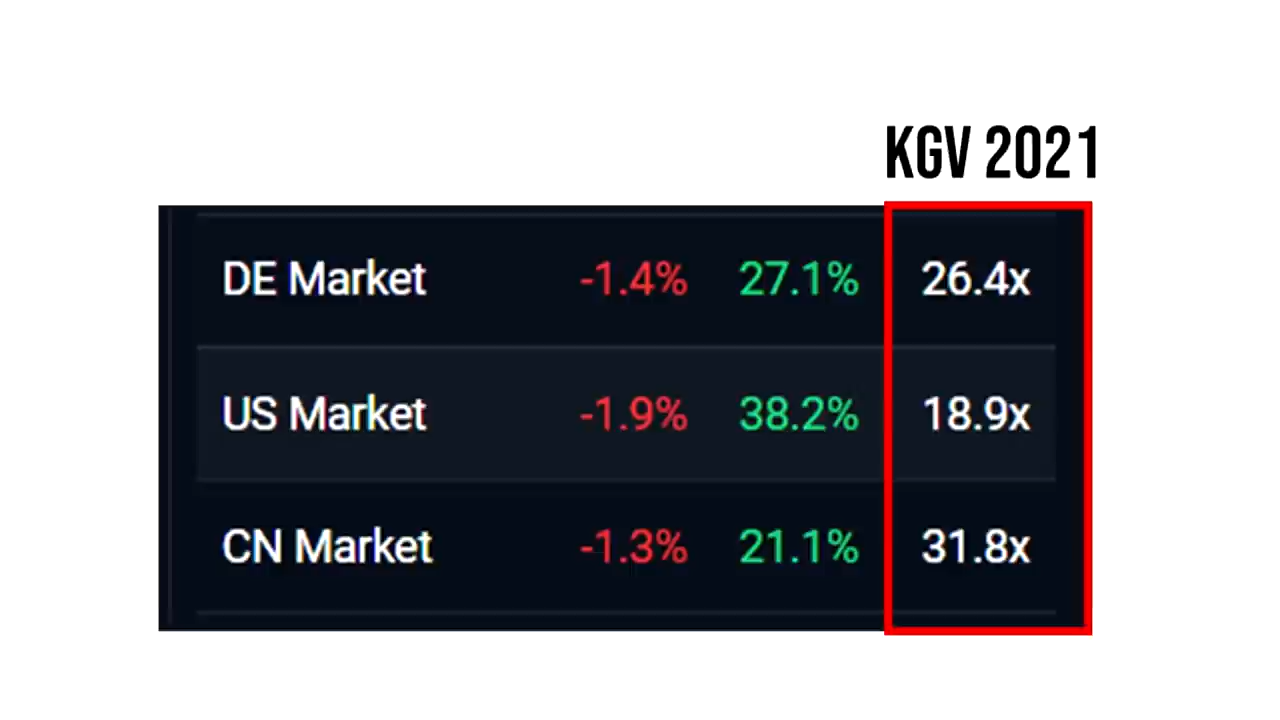 KGV 2021
DE Market -1.4% 27.1% 26.4x
US Market -1.9% 38.2% 18.9x
CN Market -1.3% 21.1% 31.8x